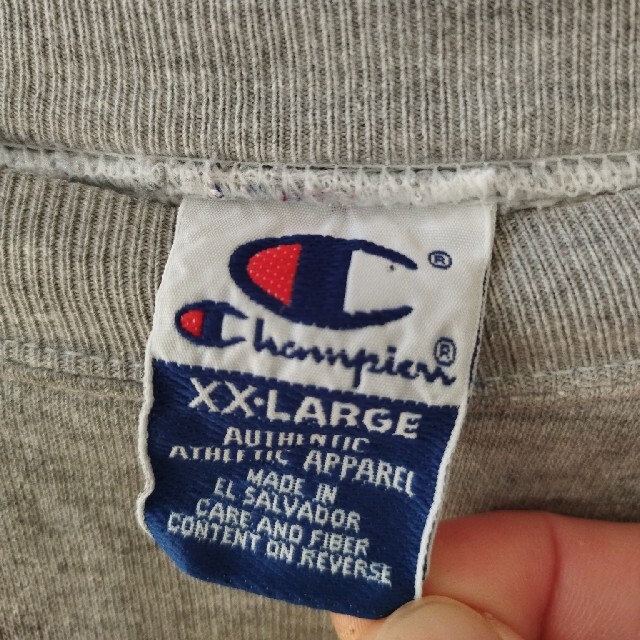 C ®
Champion ®
XX·LARGE
AUTHENTIC
ATHLETIC APPAREL
MADE IN
EL SALVADOR
CARE AND FIBER
CONTENT ON REVERSE